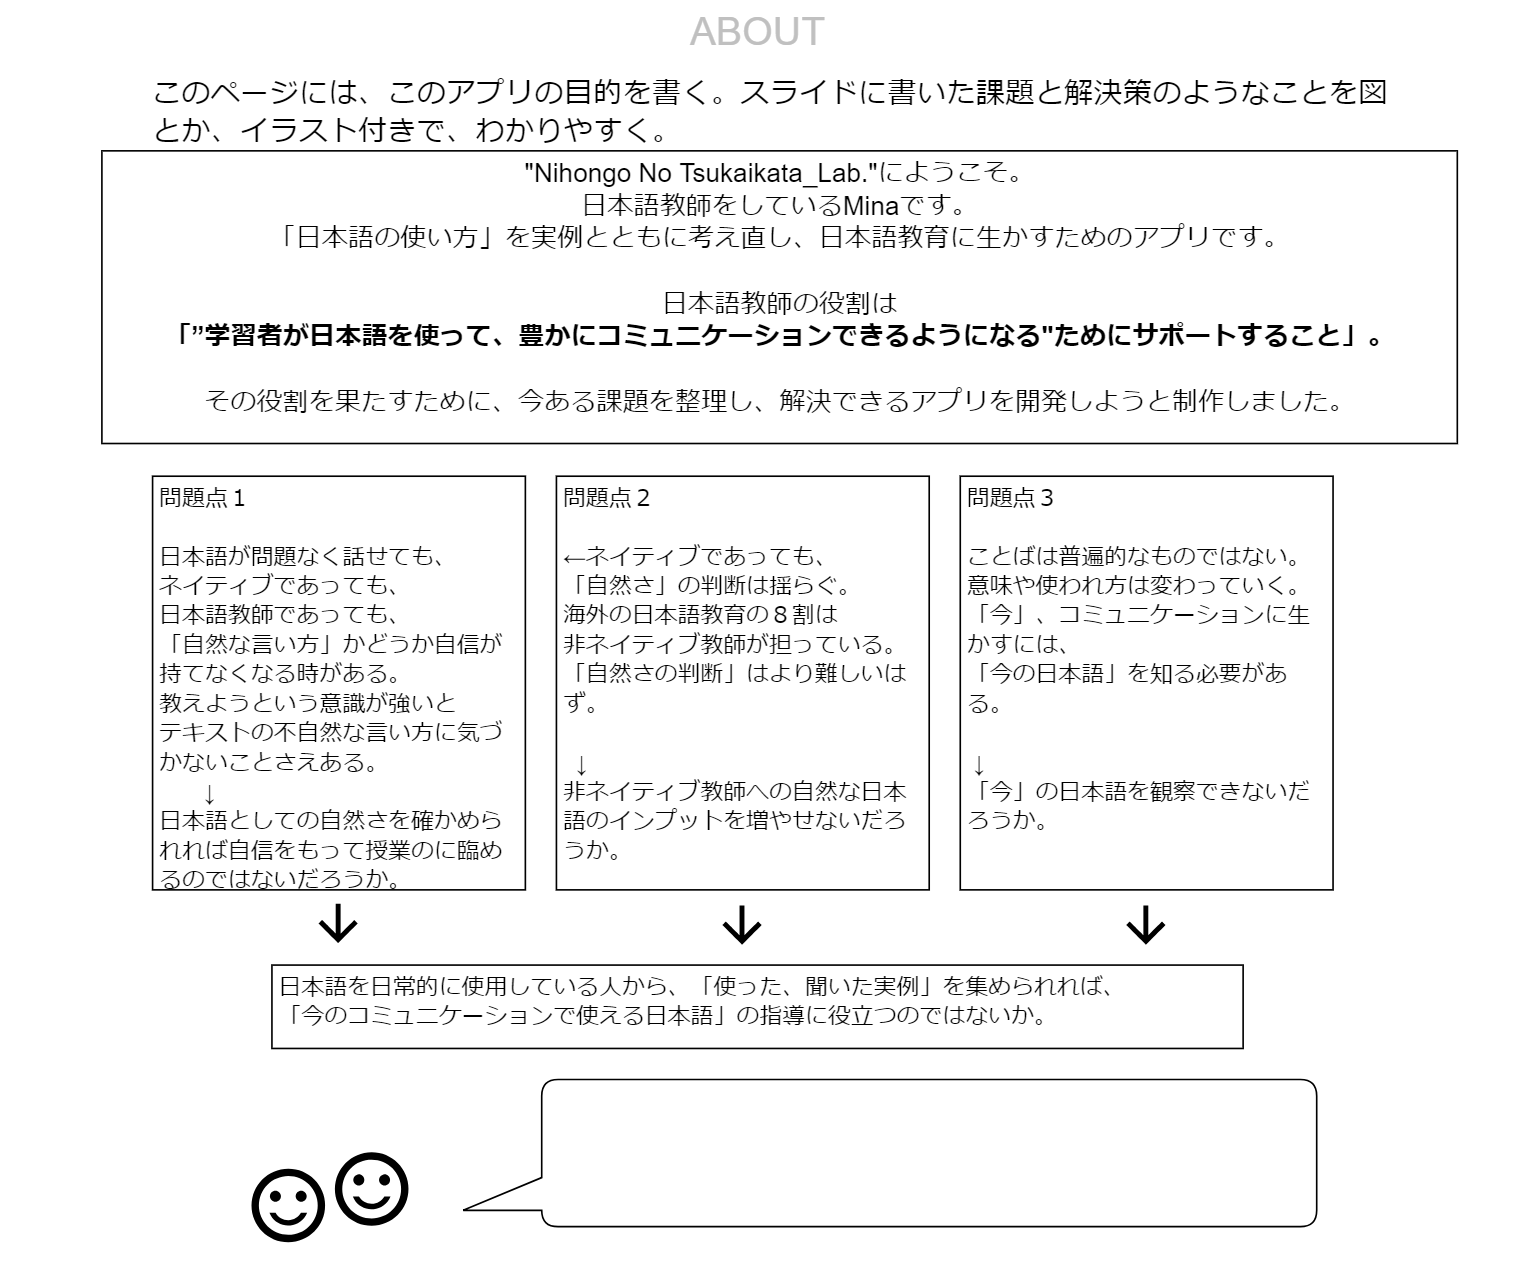 ABOUT
このページには、このアプリの目的を書く。スライドに書いた課題と解決策のようなことを図
とか、イラスト付きで、わかりやすく。
"Nihongo No Tsukaikata_Lab."にようこそ。
日本語教師をしているMinaです。
「日本語の使い方」を実例とともに考え直し、日本語教育に生かすためのアプリです。
日本語教師の役割は
「”学習者が日本語を使って、豊かにコミュニケーションできるようになる"ためにサポートすること」。
その役割を果たすために、今ある課題を整理し、解決できるアプリを開発しようと制作しました。
問題点１
日本語が問題なく話せても、
ネイティブであっても、
日本語教師であっても、
「自然な言い方」かどうか自信が
持てなくなる時がある。
教えようという意識が強いと
テキストの不自然な言い方に気づ
かないことさえある。
↓
日本語としての自然さを確かめら
れれば自信をもって授業のに臨め
るのではないだろうか。
問題点２
←ネイティブであっても、
「自然さ」の判断は揺らぐ。
海外の日本語教育の８割は
非ネイティブ教師が担っている。
「自然さの判断」はより難しいは
ず。
↓
非ネイティブ教師への自然な日本
語のインプットを増やせないだろ
うか。
問題点３
ことばは普遍的なものではない。
意味や使われ方は変わっていく。
「今」、コミュニケーションに生
かすには、
「今の日本語」を知る必要があ
る。
↓
「今」の日本語を観察できないだ
ろうか。
日本語を日常的に使用している人から、「使った、聞いた実例」を集められれば、
「今のコミュニケーションで使える日本語」の指導に役立つのではないか。